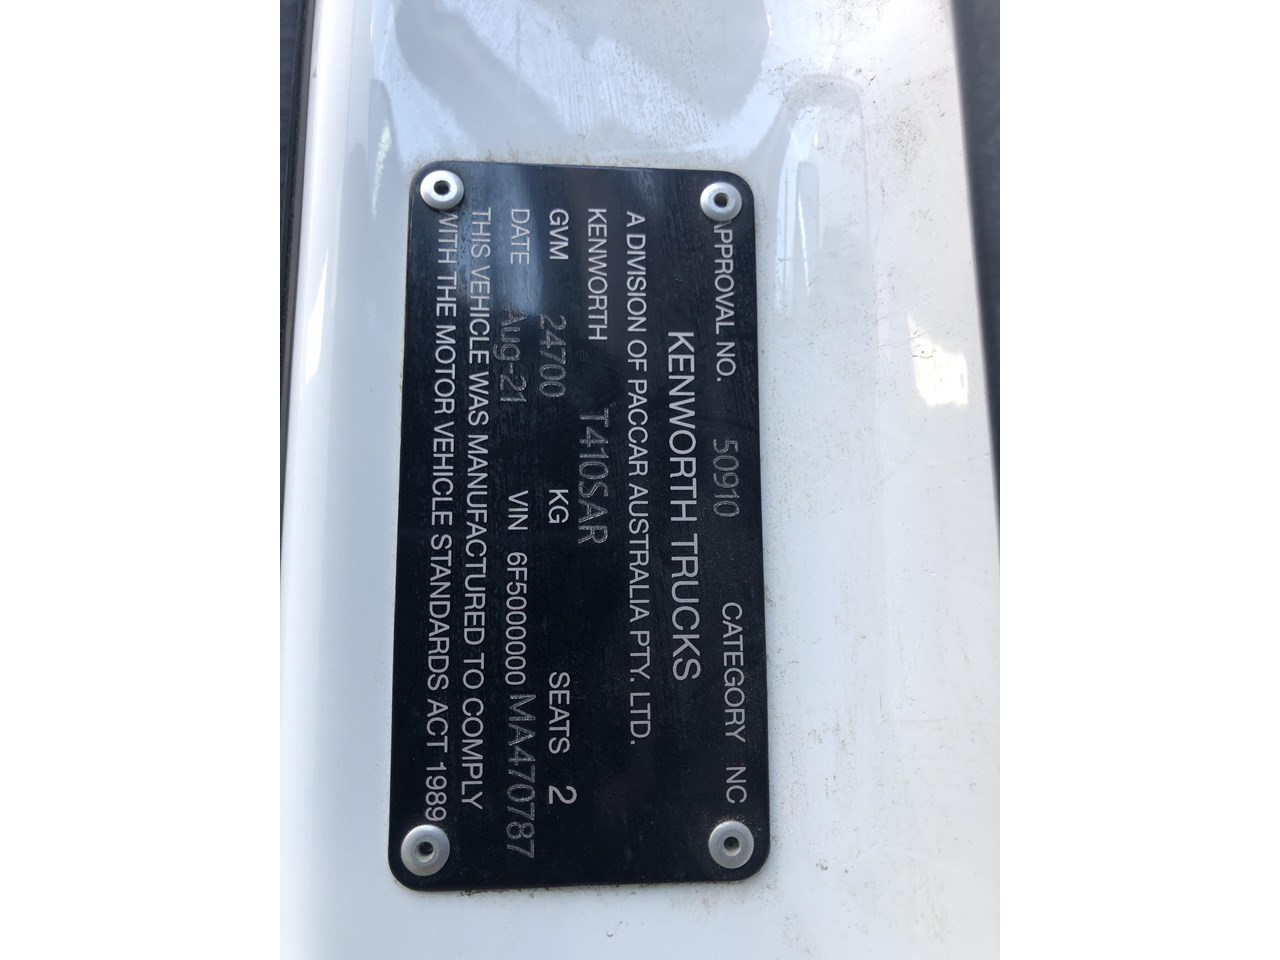 APPROVAL NO. 50910 CATEGORY NC
KENWORTH TRUCKS
A DIVISION OF PACCAR AUSTRALIA PTY. LTD.
KENWORTH T410SAR
GVM 24700 KG SEATS 2
DATE Aug-21 VIN 6F5000000MA470787
THIS VEHICLE WAS MANUFACTURED TO COMPLY
WITH THE MOTOR VEHICLE STANDARDS ACT 1989